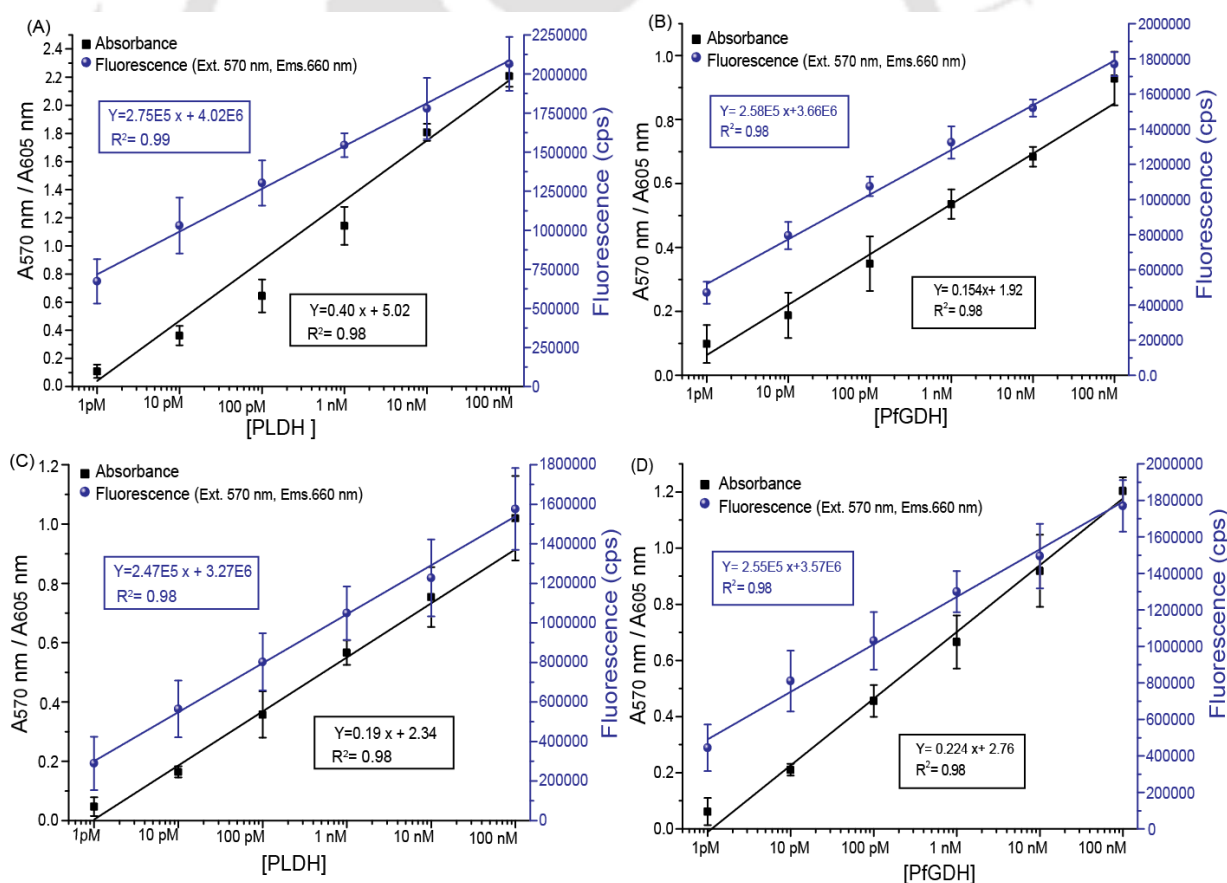 (A)
Absorbance
Fluorescence (Ext. 570 nm, Ems.660 nm)
Y=2.75E5 x + 4.02E6
R²= 0.99
Y=0.40 x + 5.02
R²= 0.98
A570 nm / A605 nm
2.4
2.2
2.0
1.8
1.6
1.4
1.2
1.0
0.8
0.6
0.4
0.2
0.0
2250000
2000000
1750000
1500000
1250000
1000000
750000
500000
250000
0
Fluorescence (cps)
1pM 10 pM 100 pM 1 nM 10 nM 100 nM
[PLDH ]
(B)
Absorbance
Fluorescence (Ext. 570 nm, Ems.660 nm)
Y= 2.58E5 x+3.66E6
R²= 0.98
Y= 0.154x+ 1.92
R²= 0.98
A570 nm / A605 nm
1.0
0.8
0.6
0.4
0.2
0.0
2000000
1800000
1600000
1400000
1200000
1000000
800000
600000
400000
200000
0
Fluorescence (cps)
1pM 10 pM 100 pM 1 nM 10 nM 100 nM
[PfGDH]
(C)
Absorbance
Fluorescence (Ext. 570 nm, Ems.660 nm)
Y=2.47E5 x + 3.27E6
R²= 0.98
Y=0.19 x + 2.34
R²= 0.98
A570 nm / A605 nm
1.2
1.0
0.8
0.6
0.4
0.2
0.0
1800000
1600000
1400000
1200000
1000000
800000
600000
400000
200000
0
Fluorescence (cps)
1pM 10 pM 100 pM 1 nM 10 nM 100 nM
[PLDH]
(D)
Absorbance
Fluorescence (Ext. 570 nm, Ems.660 nm)
Y= 2.55E5 x+3.57E6
R²= 0.98
Y= 0.224 x+ 2.76
R²= 0.98
A570 nm / A605 nm
1.2
1.0
0.8
0.6
0.4
0.2
0.0
2000000
1800000
1600000
1400000
1200000
1000000
800000
600000
400000
200000
0
Fluorescence (cps)
1pM 10 pM 100 pM 1 nM 10 nM 100 nM
[PfGDH]